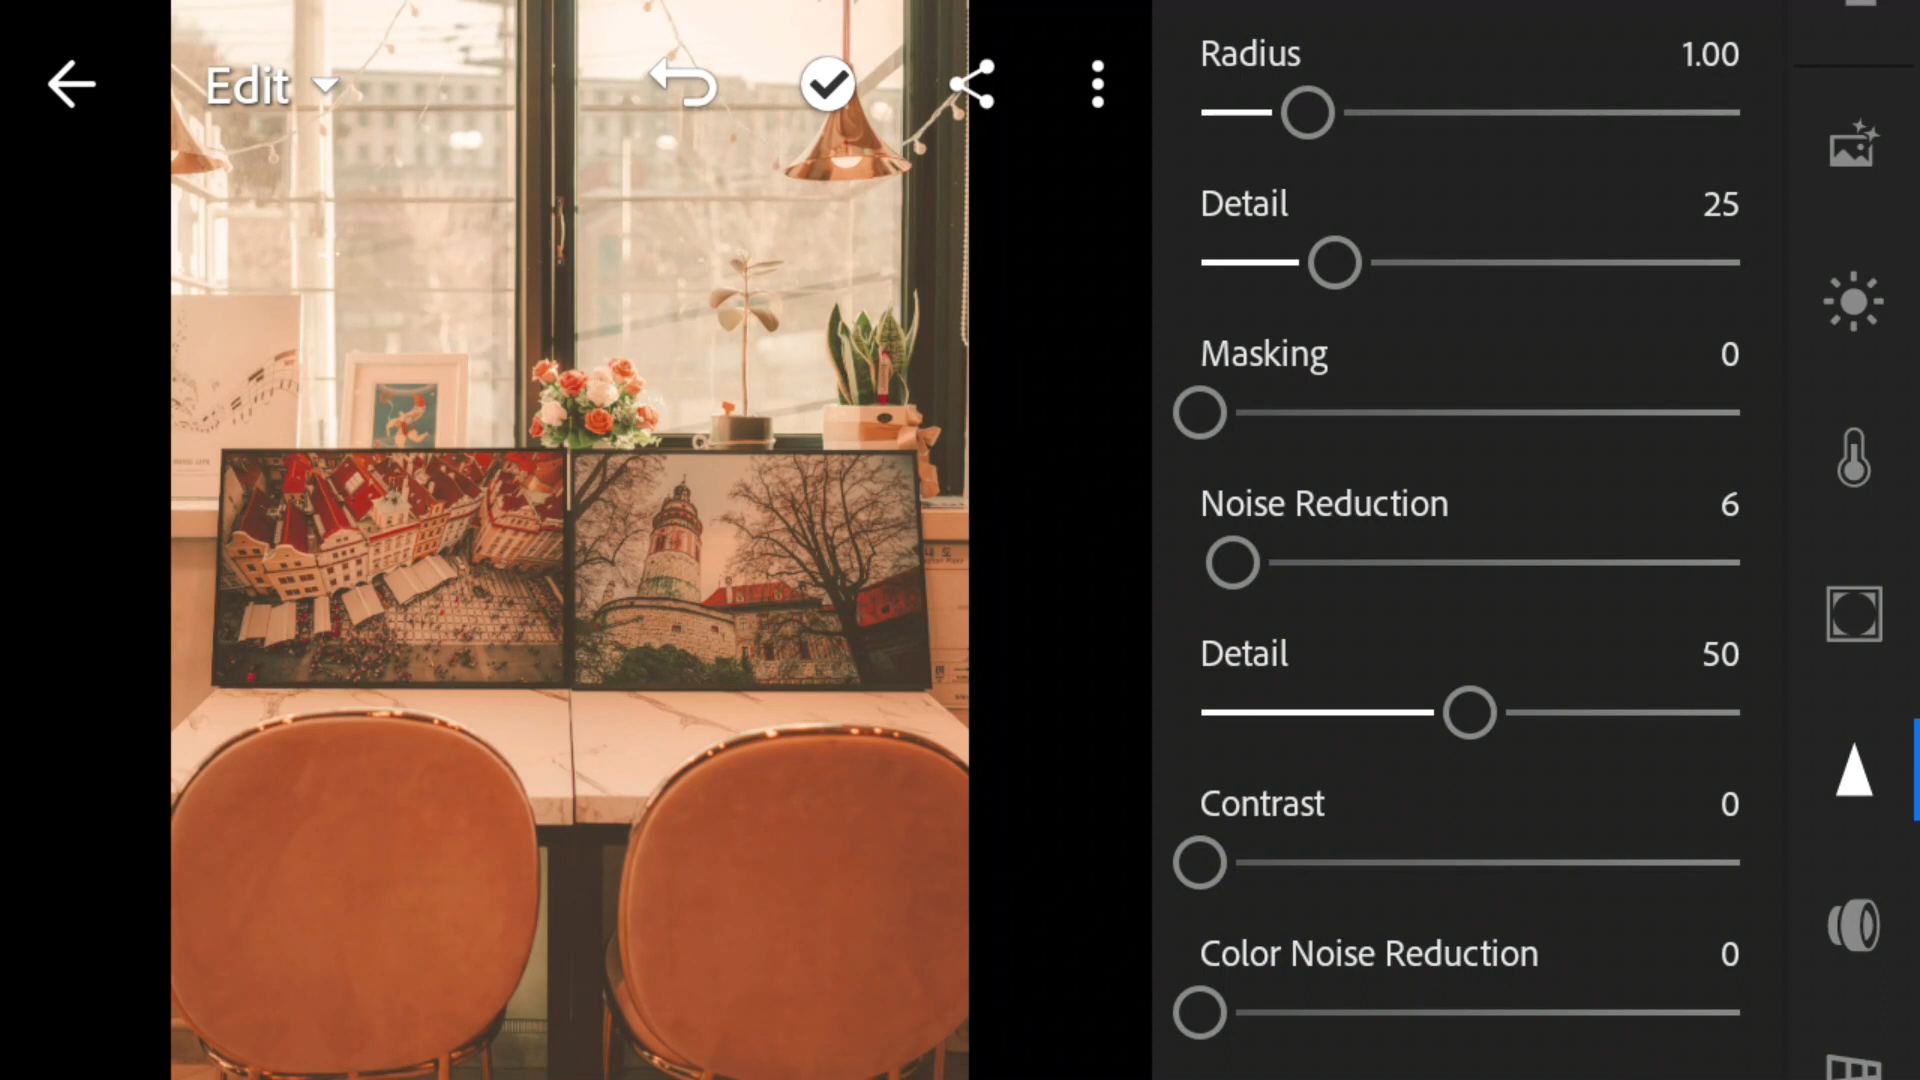 Edit
Radius 1.00
Detail 25
Masking 0
Noise Reduction 6
Detail 50
Contrast 0
Color Noise Reduction 0